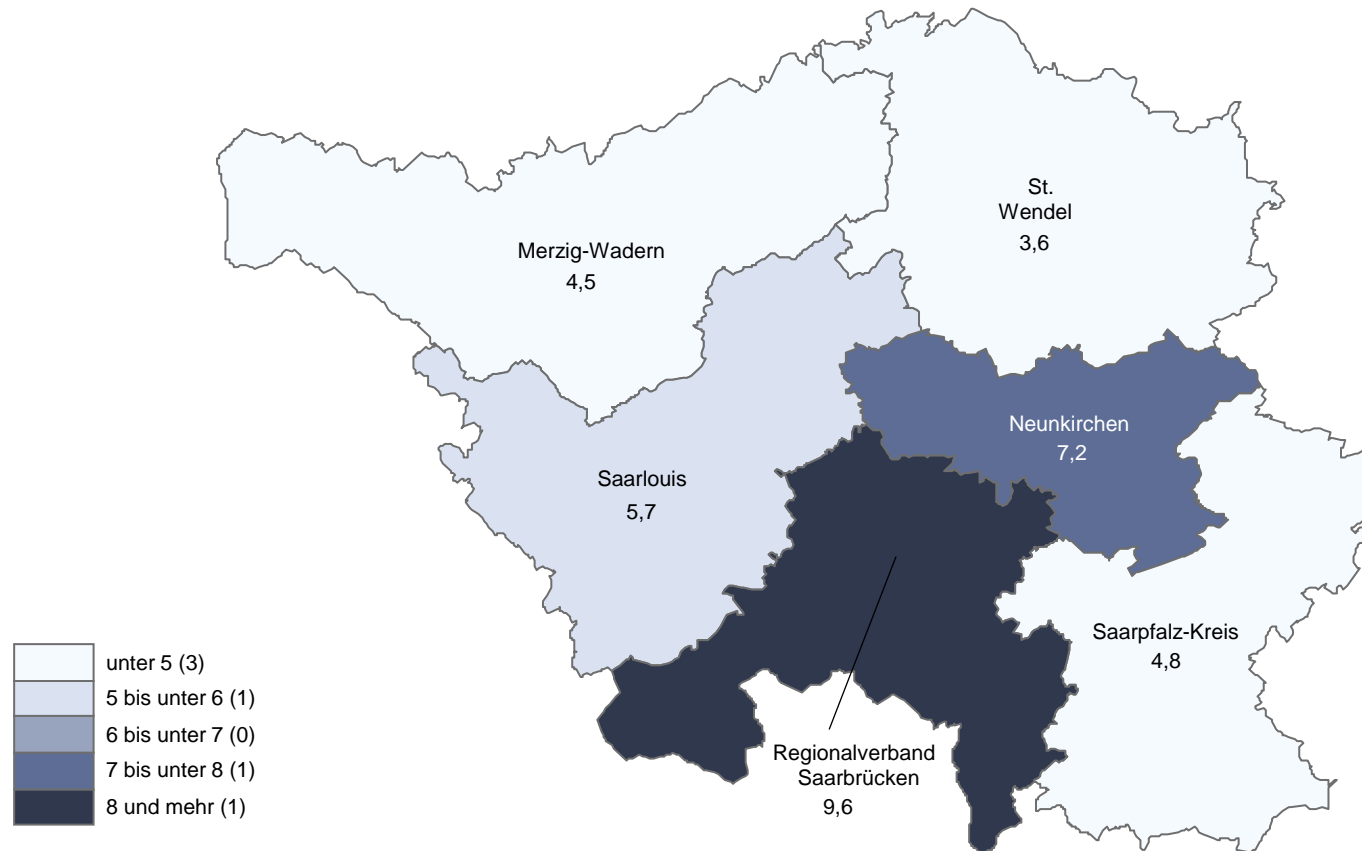 St.
Wendel
3,6
Merzig-Wadern
4,5
Neunkirchen
7,2
Saarlouis
5,7
Saarpfalz-Kreis
4,8
Regionalverband
Saarbrücken
9,6
unter 5 (3)
5 bis unter 6 (1)
6 bis unter 7 (0)
7 bis unter 8 (1)
8 und mehr (1)